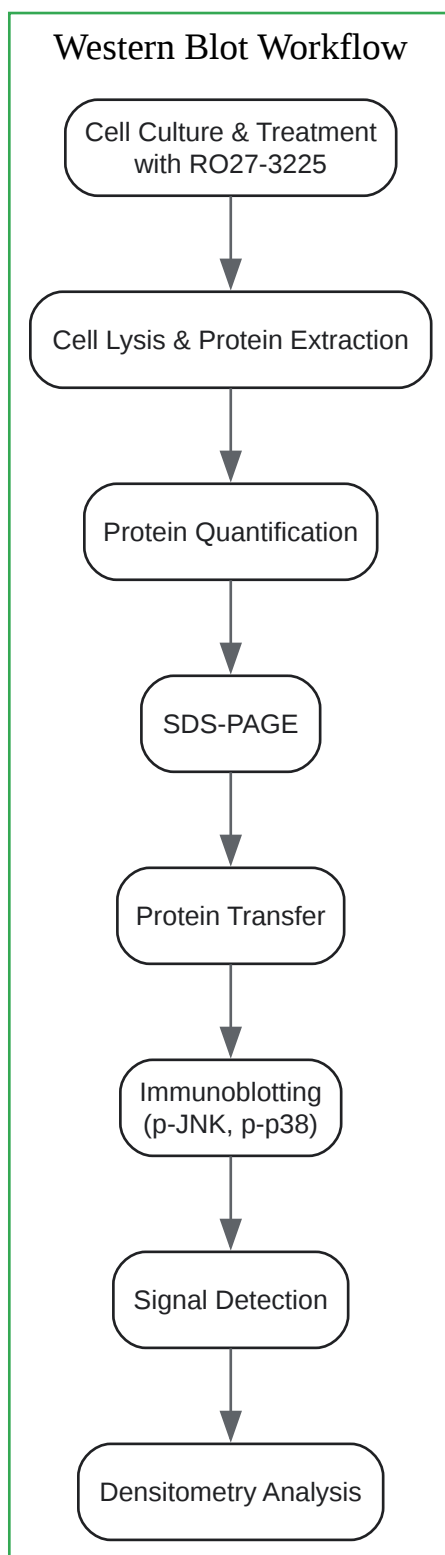 Western Blot Workflow
Cell Culture & Treatment
with RO27-3225
Cell Lysis & Protein Extraction
Protein Quantification
SDS-PAGE
Protein Transfer
Immunoblotting
(p-JNK, p-p38)
Signal Detection
Densitometry Analysis